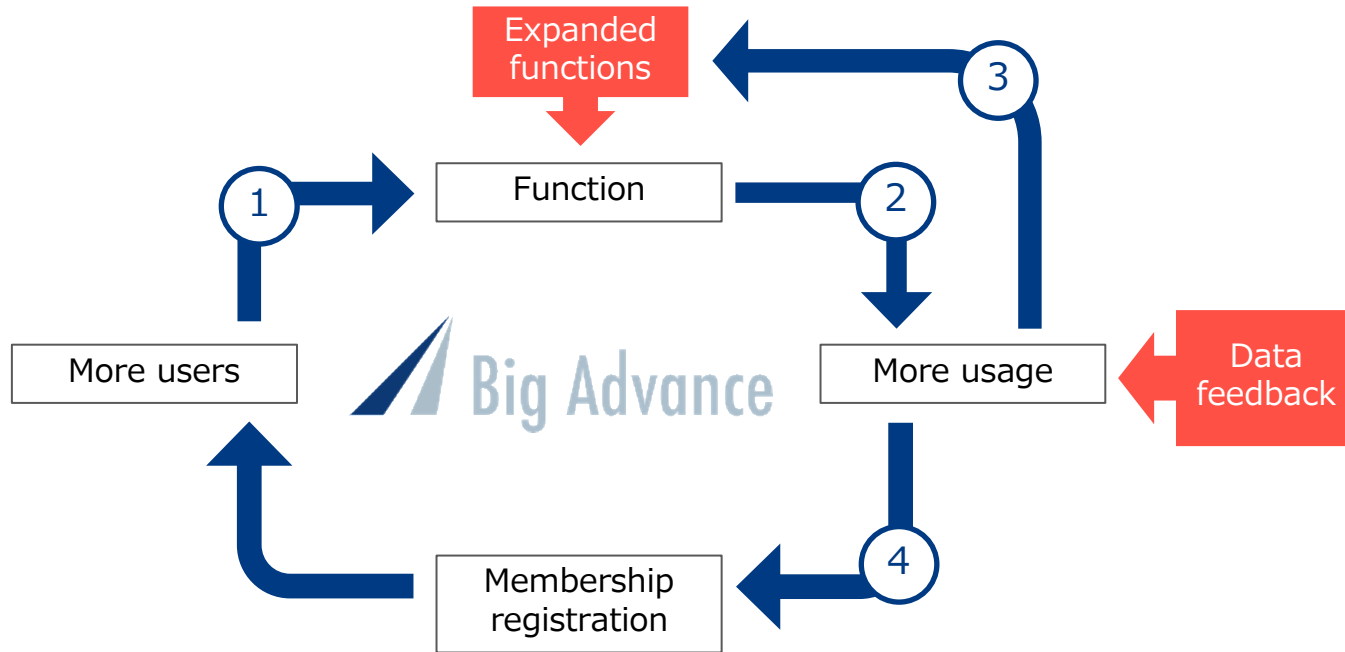 Expanded
functions
3
Function
1
2
More users
Big Advance
More usage
Data
feedback
4
Membership
registration